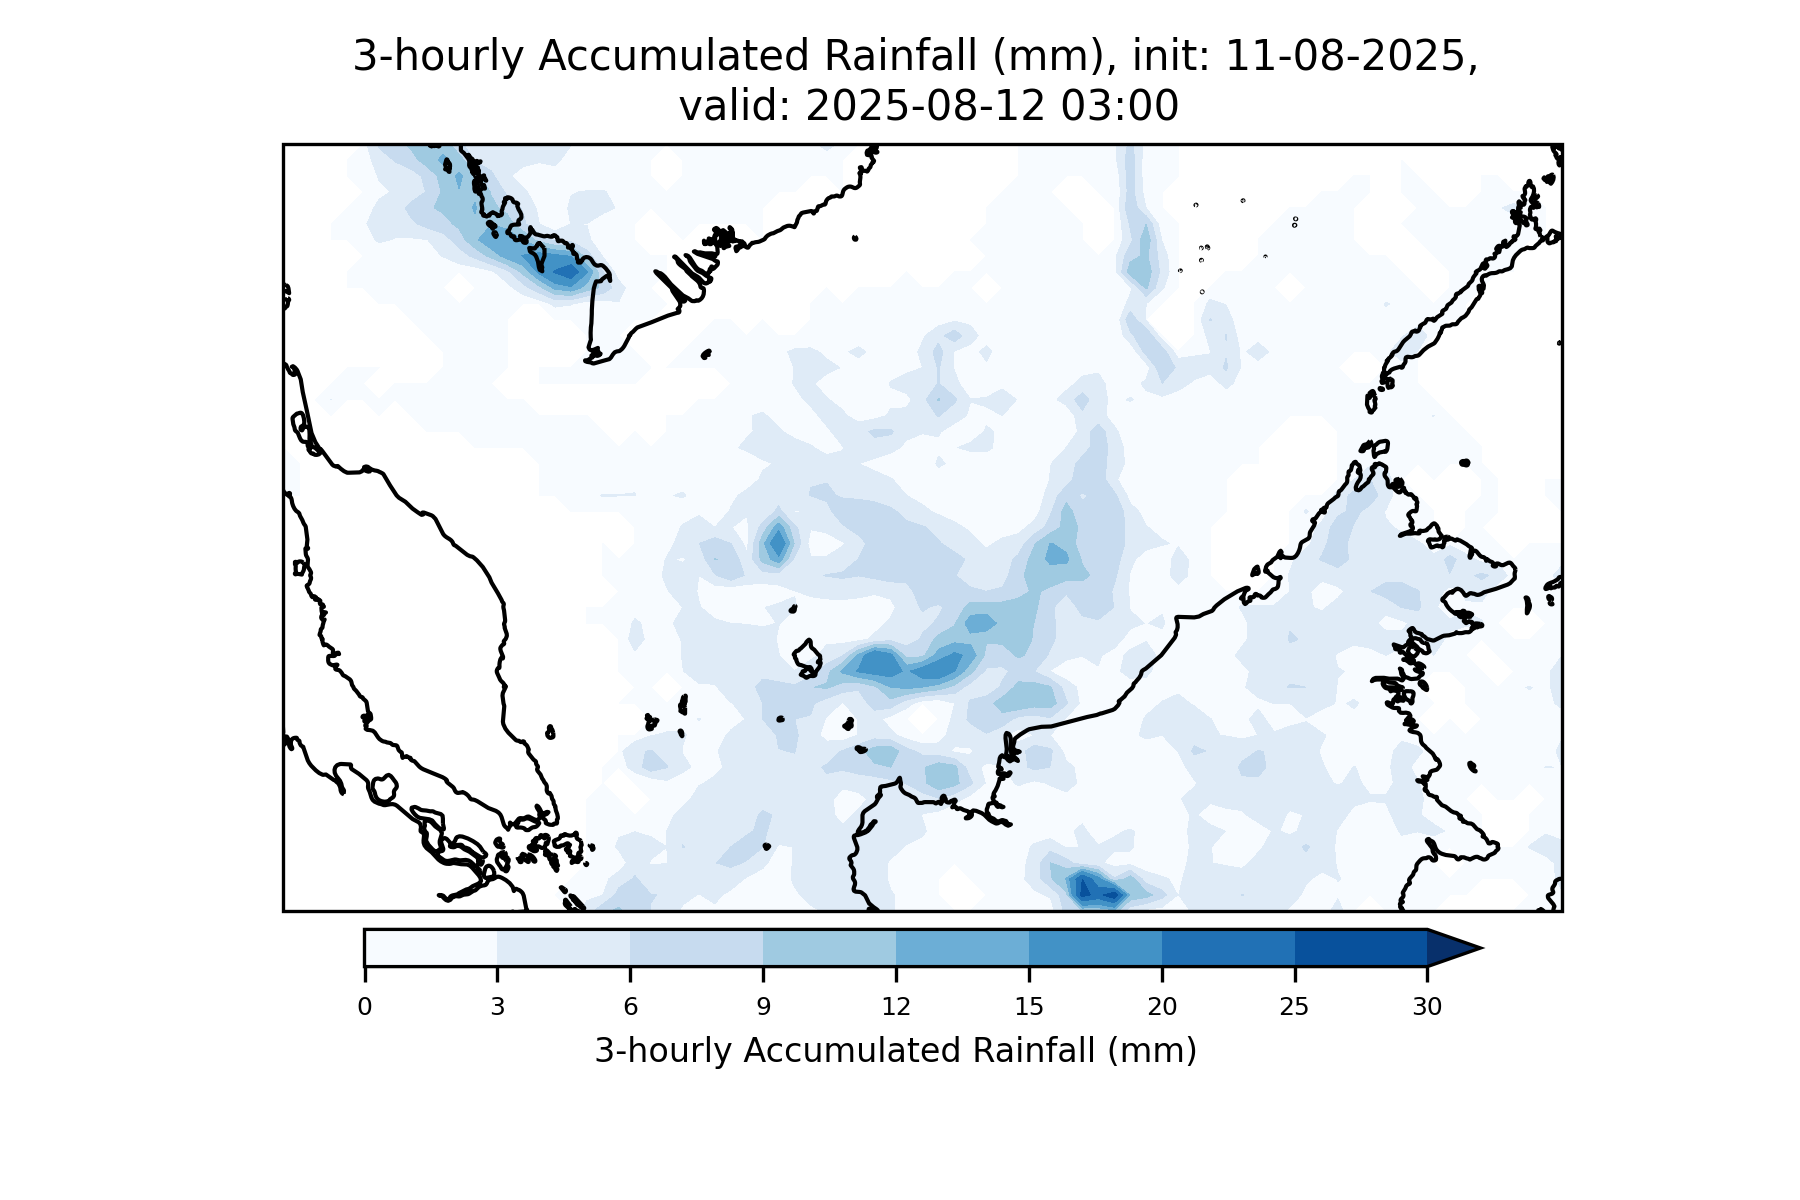 3-hourly Accumulated Rainfall (mm), init: 11-08-2025,
valid: 2025-08-12 03:00
0 3 6 9 12 15 20 25 30
3-hourly Accumulated Rainfall (mm)